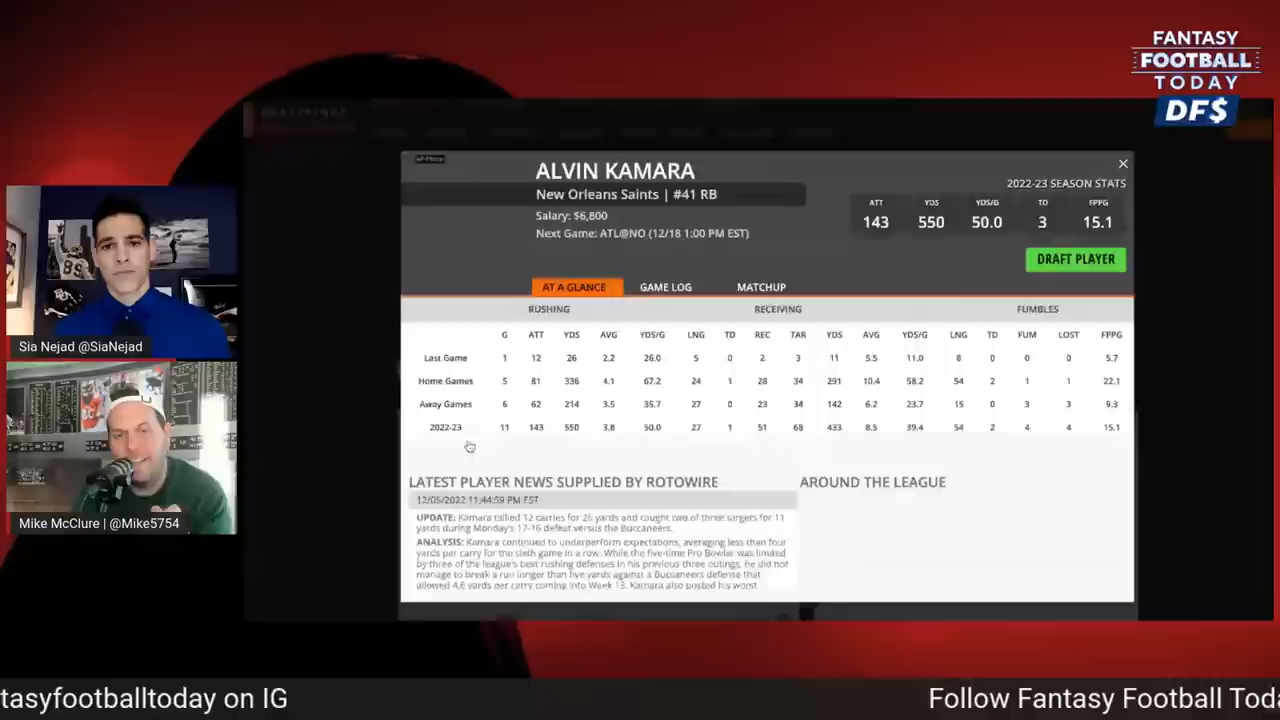 FANTASY
FOOTBALL
TODAY
DF$
ALVIN KAMARA
New Orleans Saints | #41 RB
Salary: $6,800
Next Game: ATL@NO (12/18 1:00 PM EST)
2022-23 SEASON STATS
ATT YDS YDS/G TD FPPG
143 550 50.0 3 15.1
DRAFT PLAYER
AT A GLANCE GAME LOG MATCHUP
RUSHING RECEIVING FUMBLES
G ATT YDS AVG YDS/G LNG TD REC TAR YDS AVG YDS/G LNG TD FUM LOST FPPG
Last Game 1 12 26 2.2 26.0 5 0 2 3 11 5.5 11.0 8 0 0 0 5.7
Home Games 5 81 336 4.1 67.2 24 1 28 34 291 10.4 58.2 54 2 1 1 22.1
Away Games 6 62 214 3.5 35.7 27 0 23 34 142 6.2 23.7 15 0 3 3 9.3
2022-23 11 143 550 3.8 50.0 27 1 51 68 433 8.5 39.4 54 2 4 4 15.1
LATEST PLAYER NEWS SUPPLIED BY ROTOWIRE
AROUND THE LEAGUE
12/05/2022 11:44:59 PM EST
UPDATE: Kamara tallied 12 carries for 26 yards and caught two of three targets for 11
yards during Monday's 17-16 defeat versus the Buccaneers.
ANALYSIS: Kamara continued to underperform expectations, averaging less than four
yards per carry for the sixth game in a row. While the five-time Pro Bowler was limited
by three of the league's best rushing defenses in his previous three outings, he did not
manage to break a run longer than five yards against a Buccaneers defense that
allowed 4.6 yards per carry coming into Week 13. Kamara also posted his worst
Sia Nejad @SiaNejad
Mike McClure | @Mike5754
tasyfootballtoday on IG
Follow Fantasy Football Toda